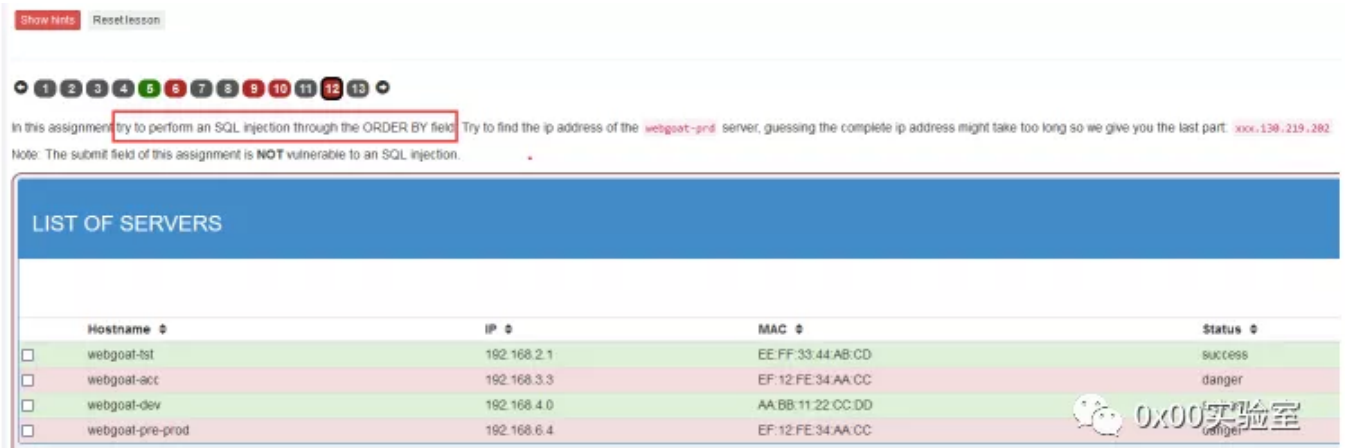 Show hints Reset lesson
1 2 3 4 5 6 7 8 9 10 11 12 13
In this assignment try to perform an SQL injection through the ORDER BY field. Try to find the ip address of the webgoat-prd server, guessing the complete ip address might take too long so we give you the last part: xxx.130.219.202
Note: The submit field of this assignment is NOT vulnerable to an SQL injection.
LIST OF SERVERS
Hostname IP MAC Status
webgoat-tst 192.168.2.1 EE:FF:33:44:AB:CD success
webgoat-acc 192.168.3.3 EF:12:FE:34:AA:CC danger
webgoat-dev 192.168.4.0 AA:BB:11:22:CC:DD
webgoat-pre-prod 192.168.6.4 EF:12:FE:34:AA:CC danger
0x00实验室